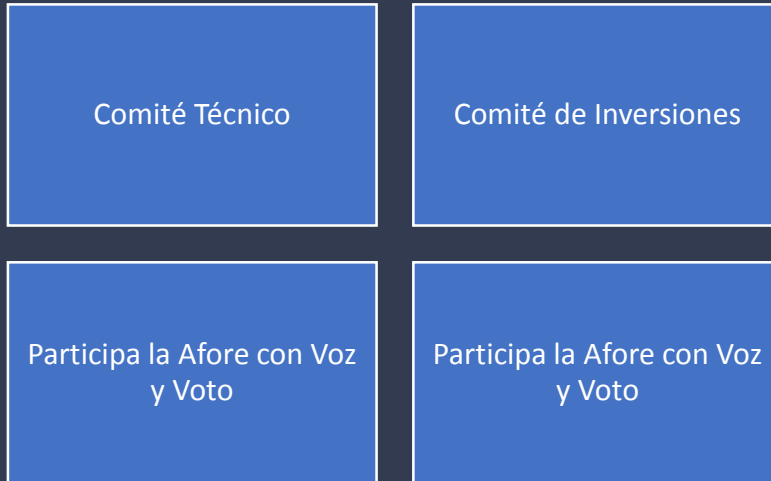 Comité Técnico
Comité de Inversiones
Participa la Afore con Voz
y Voto
Participa la Afore con Voz
y Voto